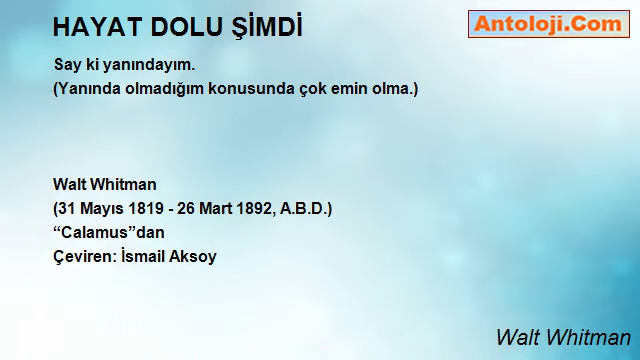 HAYAT DOLU ŞİMDİ
Antoloji.Com
Say ki yanındayım.
(Yanında olmadığım konusunda çok emin olma.)
Walt Whitman
(31 Mayıs 1819 - 26 Mart 1892, A.B.D.)
“Calamus”dan
Çeviren: İsmail Aksoy
Walt Whitman